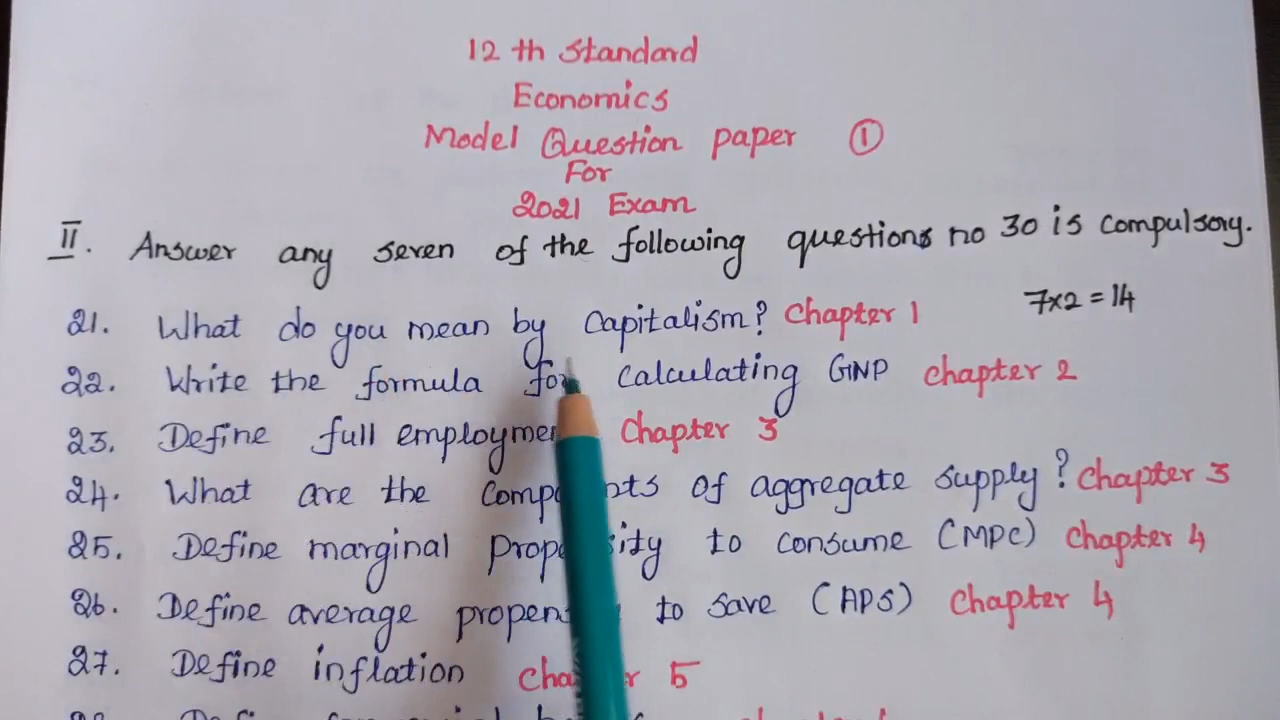 12 th Standard
Economics
Model Question paper ①
For
2021 Exam
II. Answer any seven of the following questions no 30 is compulsory.
7x2 = 14
21. What do you mean by Capitalism? Chapter 1
22. Write the formula for calculating GNP chapter 2
23. Define full employmen Chapter 3
24. What are the of aggregate supply? Chapter 3
25. Define marginal to consume (MPC) chapter 4
26. Define average propens to save (APS) chapter 4
27. Define inflation chapter 5